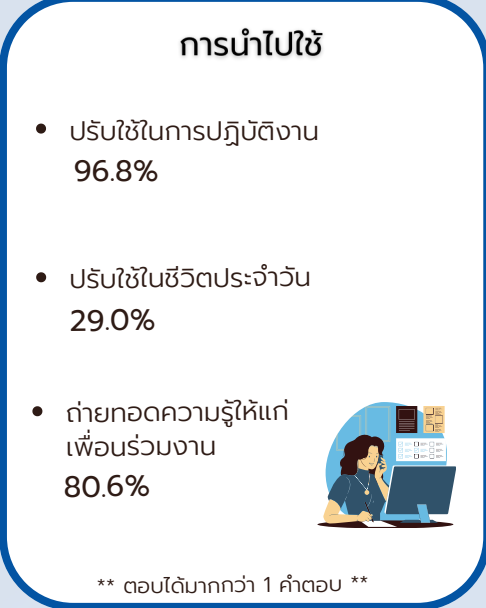 การนำไปใช้
• ปรับใช้ในการปฏิบัติงาน
96.8%
• ปรับใช้ในชีวิตประจำวัน
29.0%
• ถ่ายทอดความรู้ให้แก่
เพื่อนร่วมงาน
80.6%
** ตอบได้มากกว่า 1 คำตอบ **